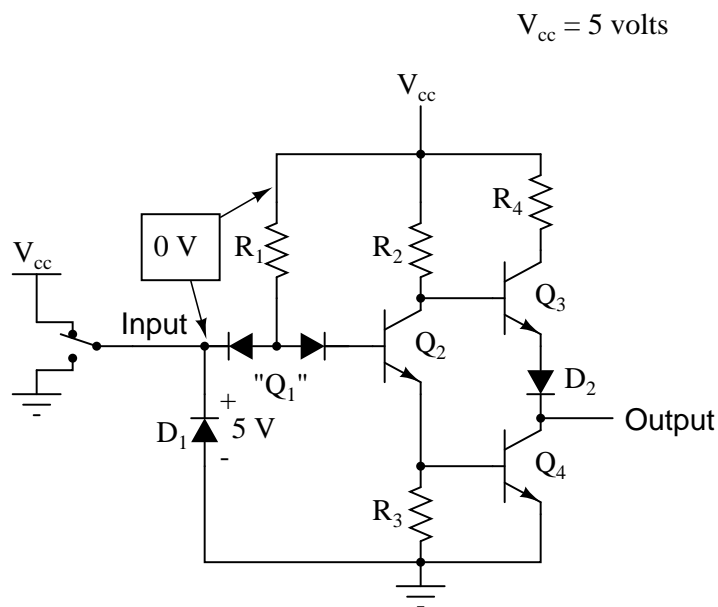 Vcc = 5 volts
Vcc
R4
0 V
R1
R2
Vcc
Q3
Input
Q2
"Q1"
D2
+
D1
5 V
-
Output
Q4
R3